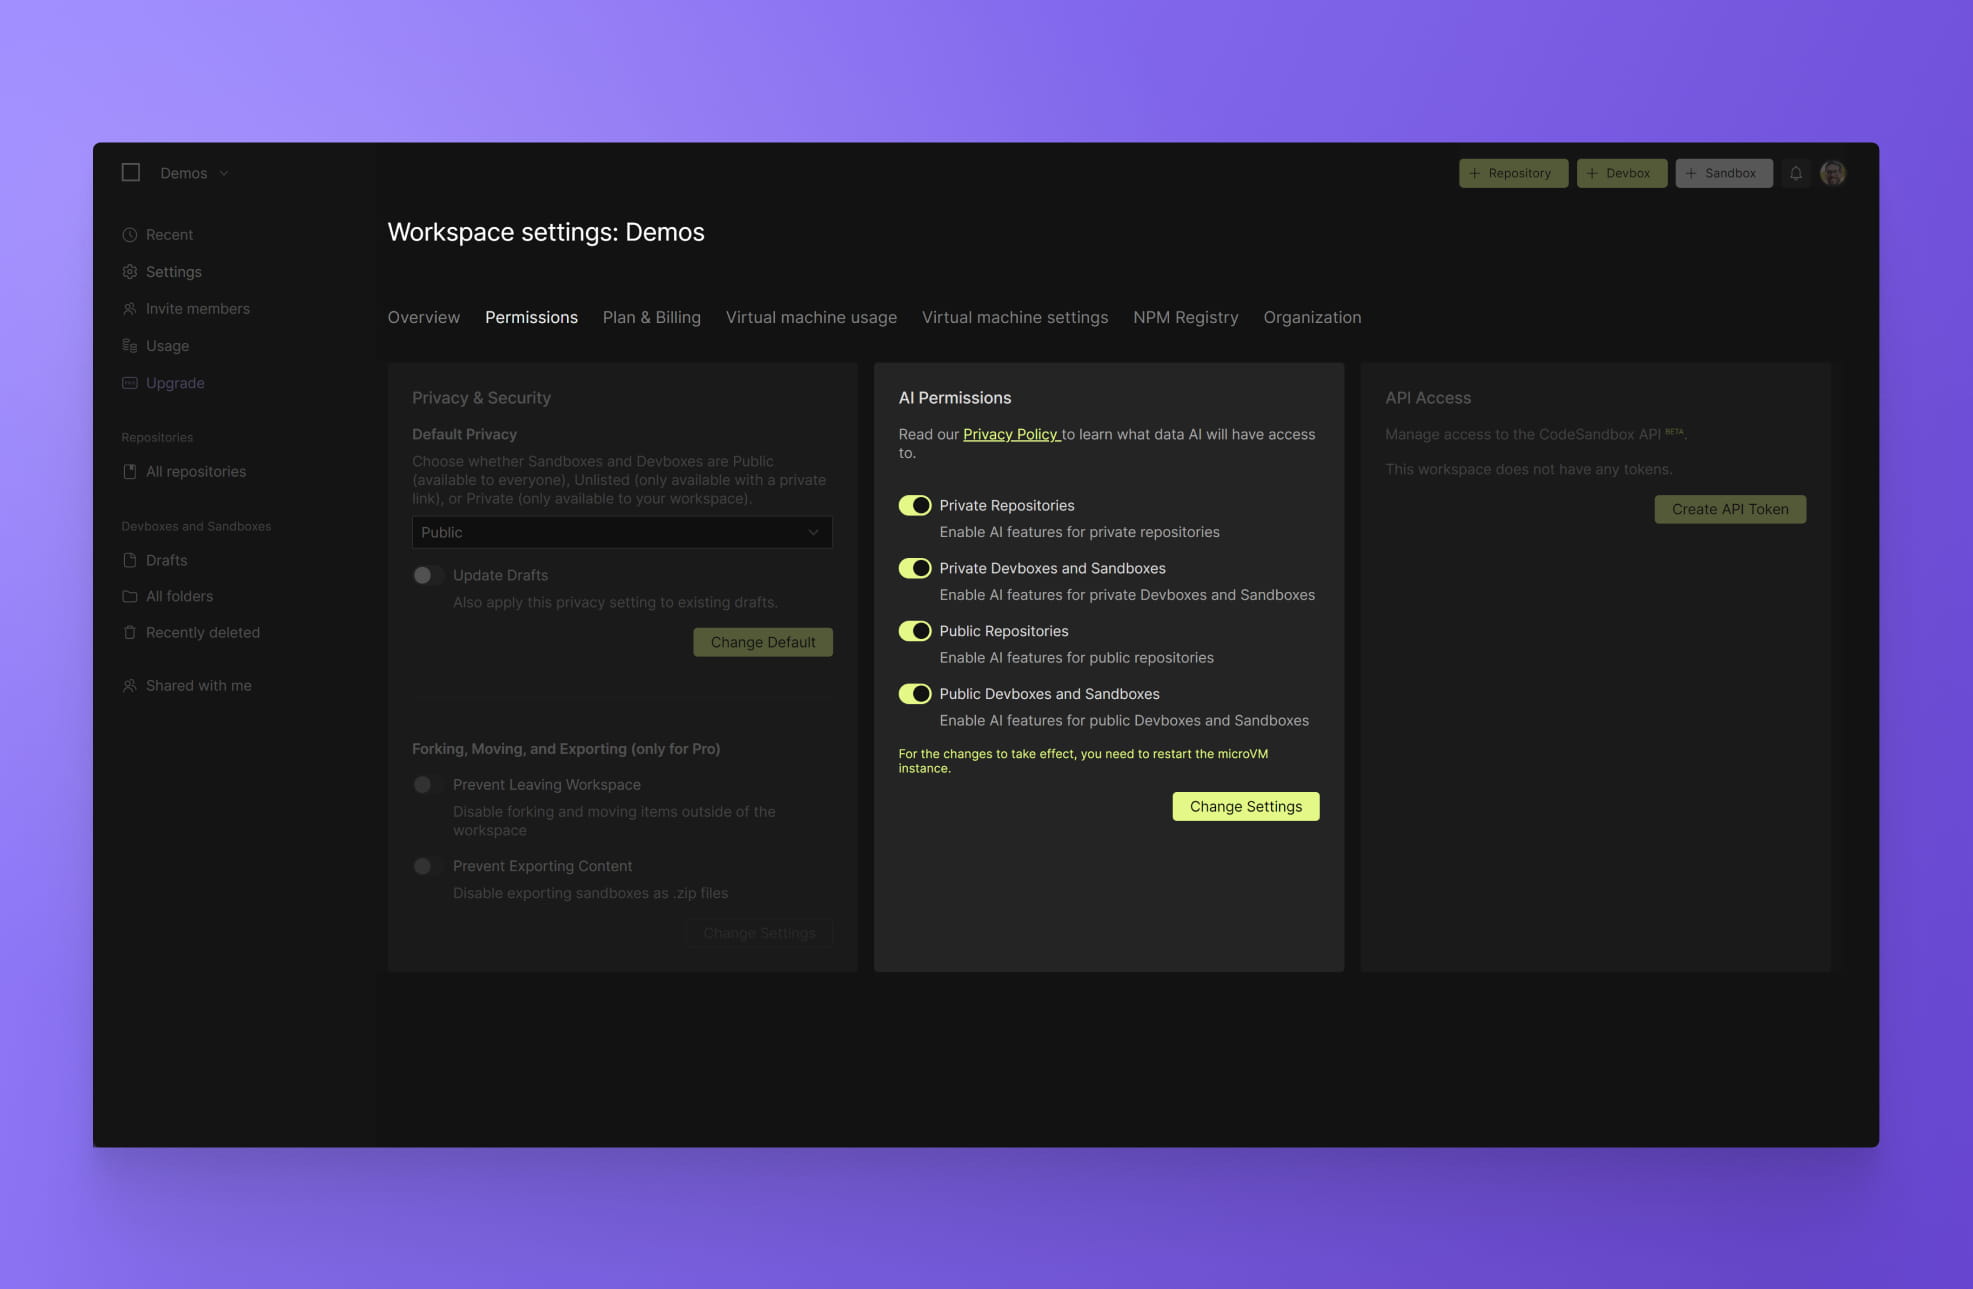 Demos
+ Repository
+ Devbox
+ Sandbox
Recent
Settings
Invite members
Usage
Upgrade
Repositories
All repositories
Devboxes and Sandboxes
Drafts
All folders
Recently deleted
Shared with me
Workspace settings: Demos
Overview Permissions Plan & Billing Virtual machine usage Virtual machine settings NPM Registry Organization
Privacy & Security
Default Privacy
Choose whether Sandboxes and Devboxes are Public
(available to everyone), Unlisted (only available with a private
link), or Private (only available to your workspace).
Public
Update Drafts
Also apply this privacy setting to existing drafts.
Change Default
Forking, Moving, and Exporting (only for Pro)
Prevent Leaving Workspace
Disable forking and moving items outside of the
workspace
Prevent Exporting Content
Disable exporting sandboxes as .zip files
Change Settings
AI Permissions
Read our Privacy Policy to learn what data AI will have access
to.
Private Repositories
Enable AI features for private repositories
Private Devboxes and Sandboxes
Enable AI features for private Devboxes and Sandboxes
Public Repositories
Enable AI features for public repositories
Public Devboxes and Sandboxes
Enable AI features for public Devboxes and Sandboxes
For the changes to take effect, you need to restart the microVM
instance.
Change Settings
API Access
Manage access to the CodeSandbox API BETA.
This workspace does not have any tokens.
Create API Token